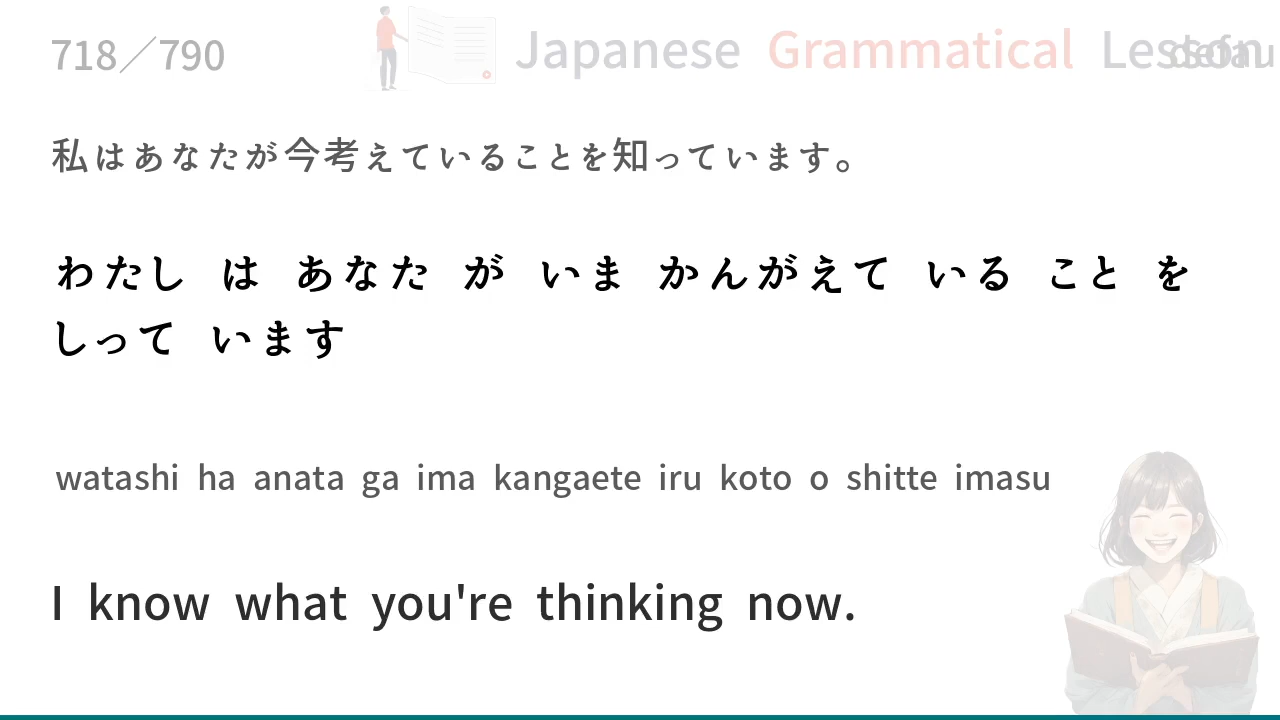 718／790
Japanese Grammatical Lesson
私はあなたが今考えていることを知っています。
わたし は あなた が いま かんがえて いる こと を
しって います
watashi ha anata ga ima kangaete iru koto o shitte imasu
I know what you're thinking now.